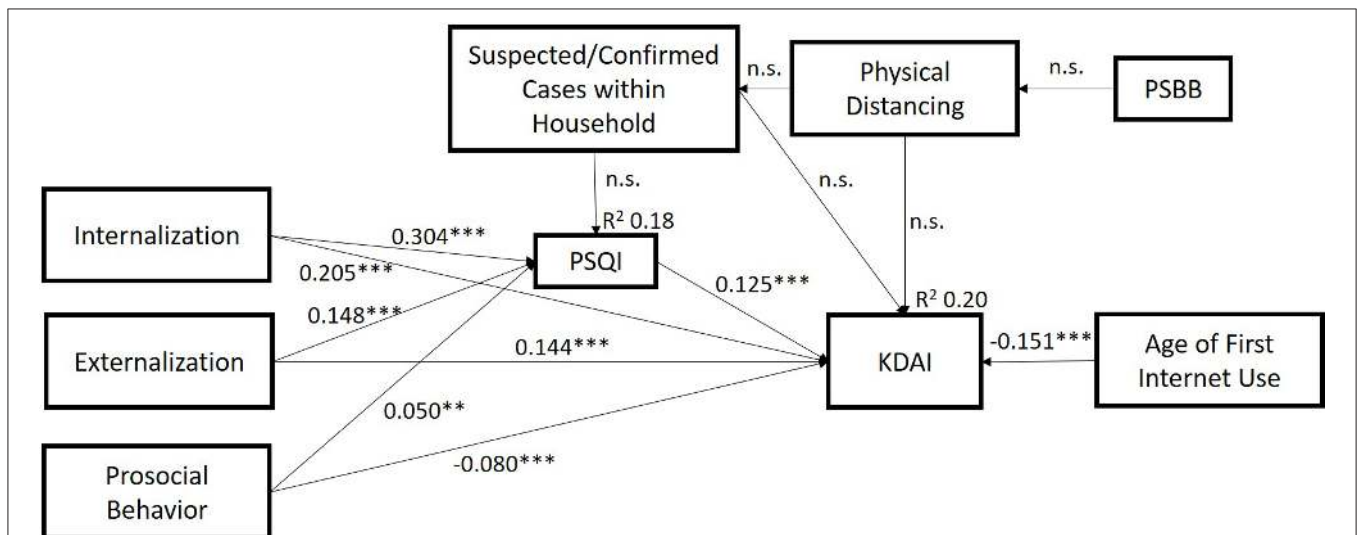 Suspected/Confirmed
Cases within
Household
n.s.
Physical
Distancing
n.s.
PSBB
n.s.
n.s.
n.s.
Internalization
0.304***
R² 0.18
PSQI
0.205***
0.125***
0.148***
R² 0.20
Externalization
0.144***
KDAI
-0.151***
Age of First
Internet Use
0.050**
Prosocial
Behavior
-0.080***